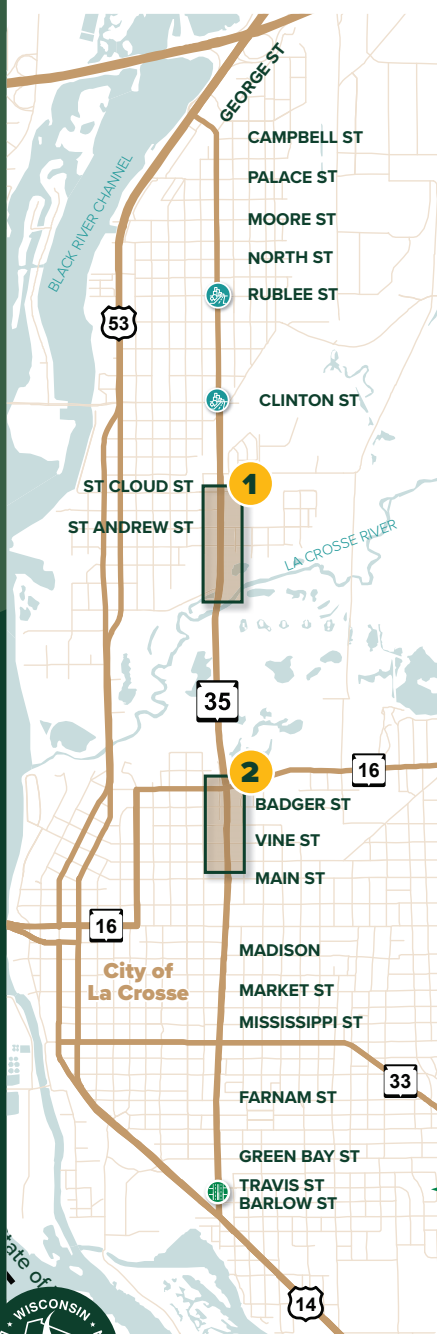 GEORGE ST
CAMPBELL ST
PALACE ST
MOORE ST
NORTH ST
BLACK RIVER CHANNEL
RUBLEE ST
53
CLINTON ST
1
ST CLOUD ST
ST ANDREW ST
LA CROSSE RIVER
35
2
16
BADGER ST
VINE ST
MAIN ST
16
MADISON
City of
La Crosse
MARKET ST
MISSISSIPPI ST
33
FARNAM ST
GREEN BAY ST
TRAVIS ST
BARLOW ST
tate of
WISCONSIN
14